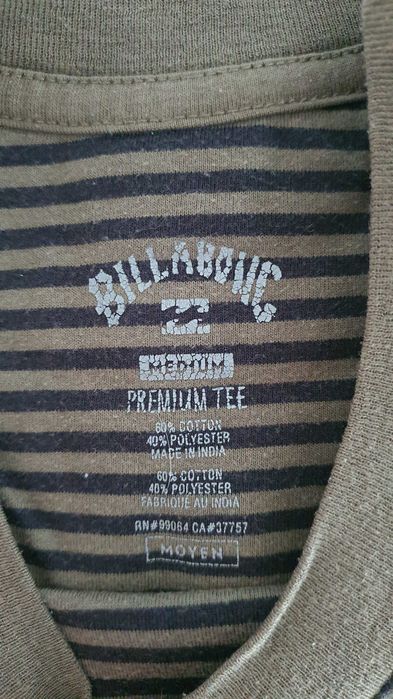 BILLABONG
MEDIUM
PREMIUM TEE
60% COTTON
40% POLYESTER
MADE IN INDIA
60% COTTON
40% POLYESTER
FABRIQUE AU INDIA
RN#99084 CA#37757
MOYEN